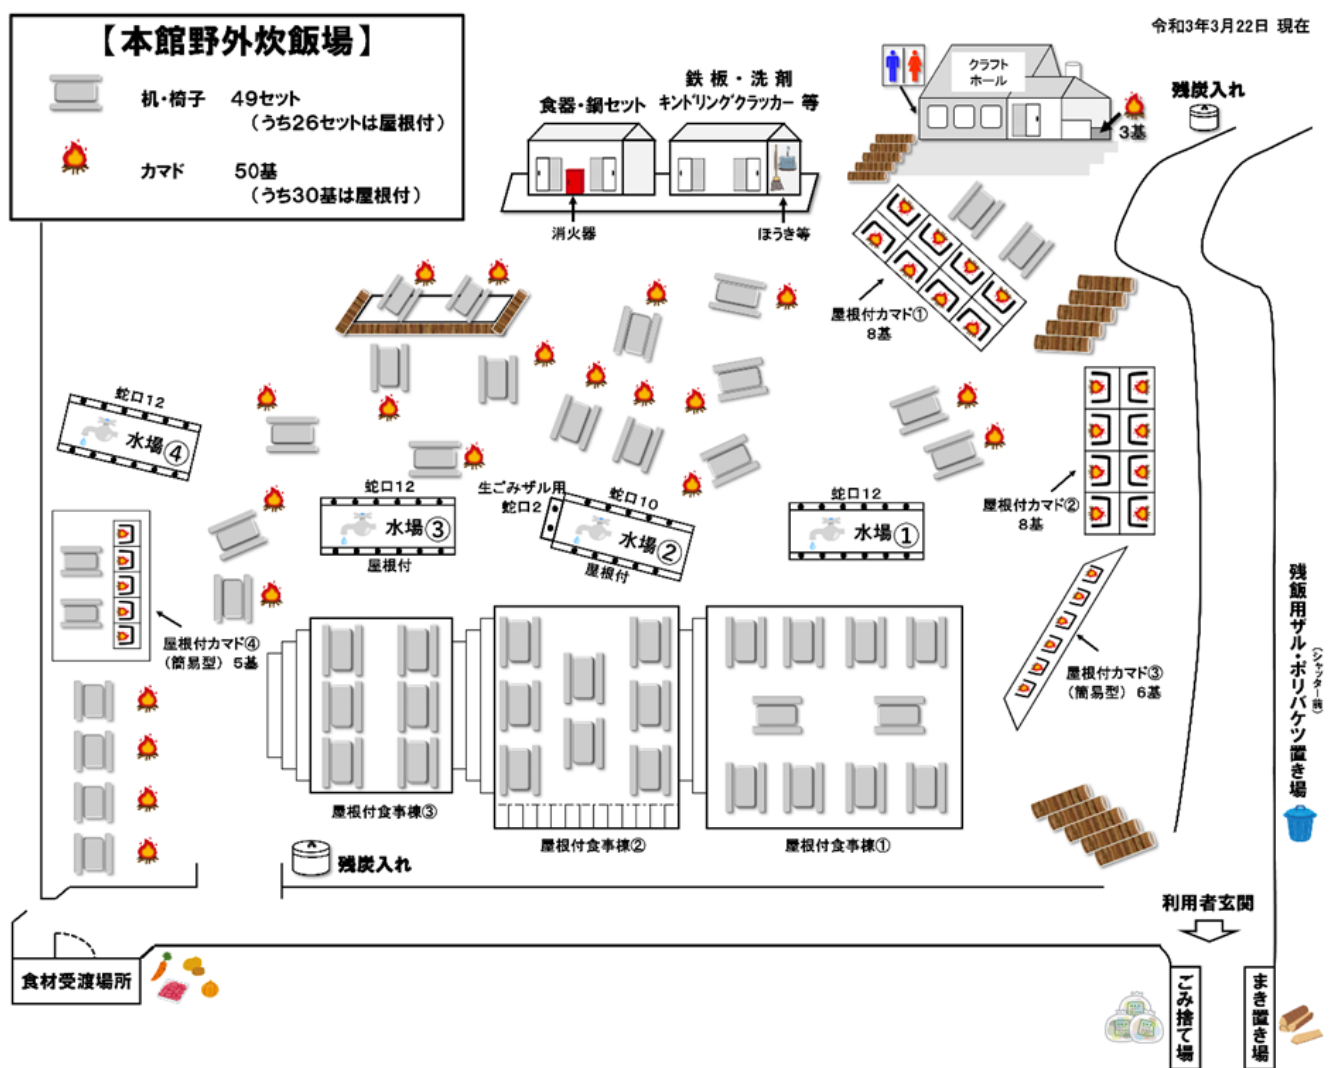 令和3年3月22日 現在
【本館野外炊飯場】
机・椅子 49セット
(うち26セットは屋根付)
カマド 50基
(うち30基は屋根付)
食器・鍋セット
鉄板・洗剤
キンドリングクラッカー 等
消火器
ほうき等
クラフト
ホール
3基
残炭入れ
屋根付カマド①
8基
蛇口12
水場④
蛇口12
水場③
屋根付
生ごみザル用
蛇口2
蛇口10
水場②
屋根付
蛇口12
水場①
屋根付カマド②
8基
屋根付カマド④
(簡易型) 5基
屋根付カマド③
(簡易型) 6基
残飯用ザル・ポリバケツ置き場
(シャッター前)
屋根付食事棟③
屋根付食事棟②
屋根付食事棟①
残炭入れ
利用者玄関
食材受渡場所
ごみ捨て場
まき置き場